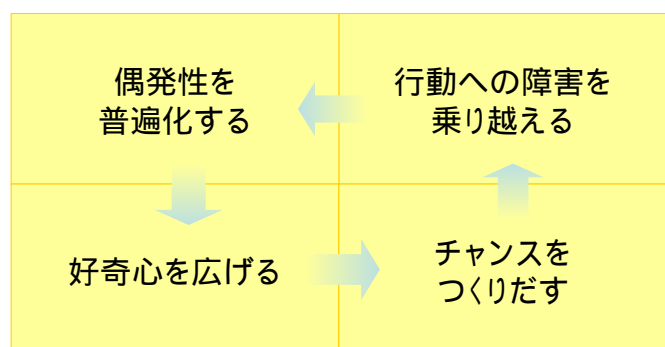 偶発性を
普遍化する
行動への障害を
乗り越える
好奇心を広げる
チャンスを
つくりだす